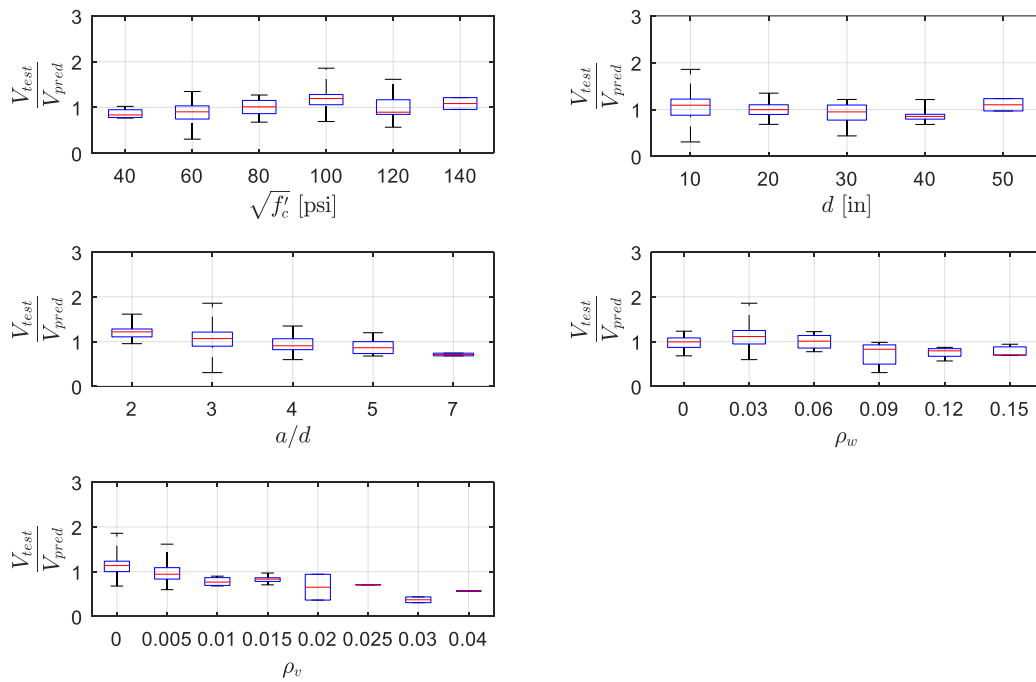 3
2
1
0
V_test/V_pred
40 60 80 100 120 140
√f′_c [psi]
3
2
1
0
V_test/V_pred
10 20 30 40 50
d [in]
3
2
1
0
V_test/V_pred
2 3 4 5 7
a/d
3
2
1
0
V_test/V_pred
0 0.03 0.06 0.09 0.12 0.15
ρ_w
3
2
1
0
V_test/V_pred
0 0.005 0.01 0.015 0.02 0.025 0.03 0.04
ρ_v